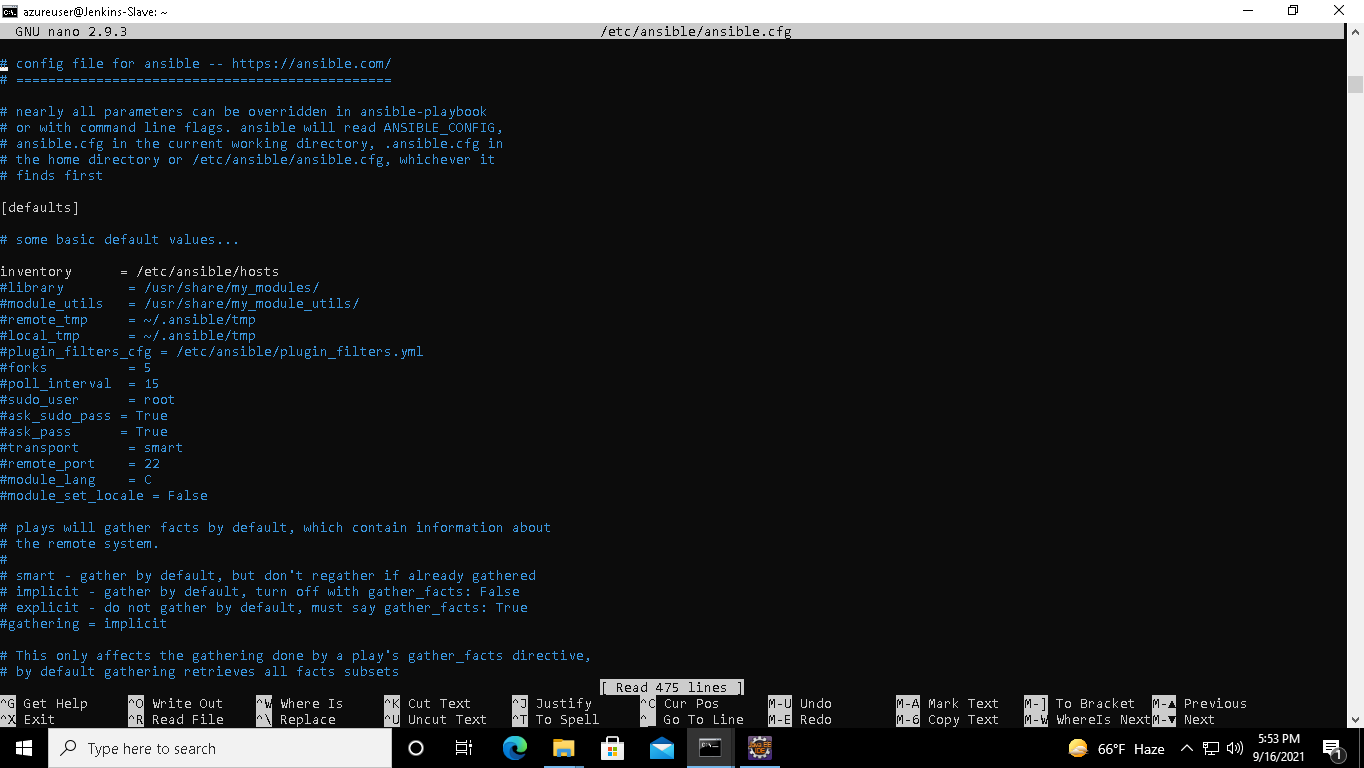 azureuser@Jenkins-Slave: ~
GNU nano 2.9.3 /etc/ansible/ansible.cfg
# config file for ansible -- https://ansible.com/
# ===============================================
# nearly all parameters can be overridden in ansible-playbook
# or with command line flags. ansible will read ANSIBLE_CONFIG,
# ansible.cfg in the current working directory, .ansible.cfg in
# the home directory or /etc/ansible/ansible.cfg, whichever it
# finds first
[defaults]
# some basic default values...
inventory      = /etc/ansible/hosts
#library        = /usr/share/my_modules/
#module_utils   = /usr/share/my_module_utils/
#remote_tmp     = ~/.ansible/tmp
#local_tmp      = ~/.ansible/tmp
#plugin_filters_cfg = /etc/ansible/plugin_filters.yml
#forks          = 5
#poll_interval  = 15
#sudo_user      = root
#ask_sudo_pass = True
#ask_pass      = True
#transport      = smart
#remote_port    = 22
#module_lang    = C
#module_set_locale = False
# plays will gather facts by default, which contain information about
# the remote system.
#
# smart - gather by default, but don't regather if already gathered
# implicit - gather by default, turn off with gather_facts: False
# explicit - do not gather by default, must say gather_facts: True
#gathering = implicit
# This only affects the gathering done by a play's gather_facts directive,
# by default gathering retrieves all facts subsets
[ Read 475 lines ]
^G Get Help ^O Write Out ^W Where Is ^K Cut Text ^J Justify ^C Cur Pos M-U Undo M-A Mark Text M-] To Bracket M-▲ Previous
^X Exit ^R Read File ^\ Replace ^U Uncut Text ^T To Spell ^_ Go To Line M-E Redo M-6 Copy Text M-W WhereIs Next M-▼ Next
Type here to search
66°F Haze
5:53 PM
9/16/2021
1